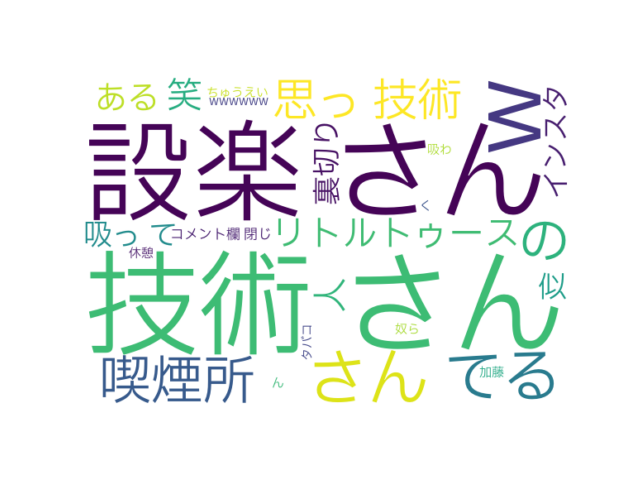 ある 笑 ちゅうえい wwwwww 思っ 技術 W インスタ
設楽 さん 裏切り 吸わ
吸っ て コメント欄 閉じ リトルトゥース く の
休憩
技術 さん 人 似
奴ら タバコ
喫煙所 さん てる 加藤
ん